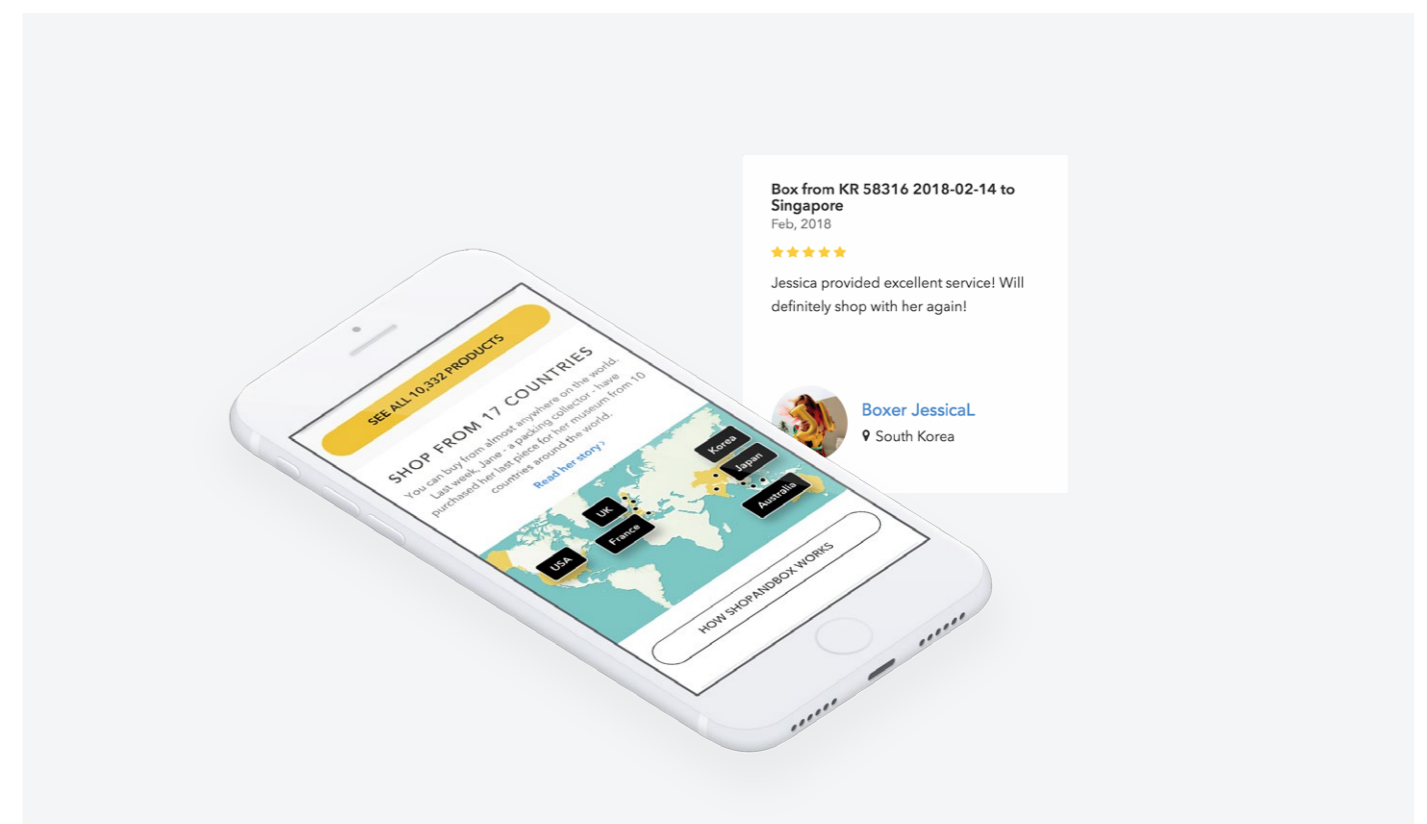 SEE ALL 10,332 PRODUCTS
SHOP FROM 17 COUNTRIES
You can buy from almost anywhere on the world.
Last week, Jane - a packing collector - have
purchased her last piece for her museum from 10
countries around the world.
Read her story ›
Korea
Japan
Australia
UK
France
USA
HOW SHOPANDBOX WORKS
Box from KR 58316 2018-02-14 to
Singapore
Feb, 2018
Jessica provided excellent service! Will
definitely shop with her again!
Boxer JessicaL
South Korea